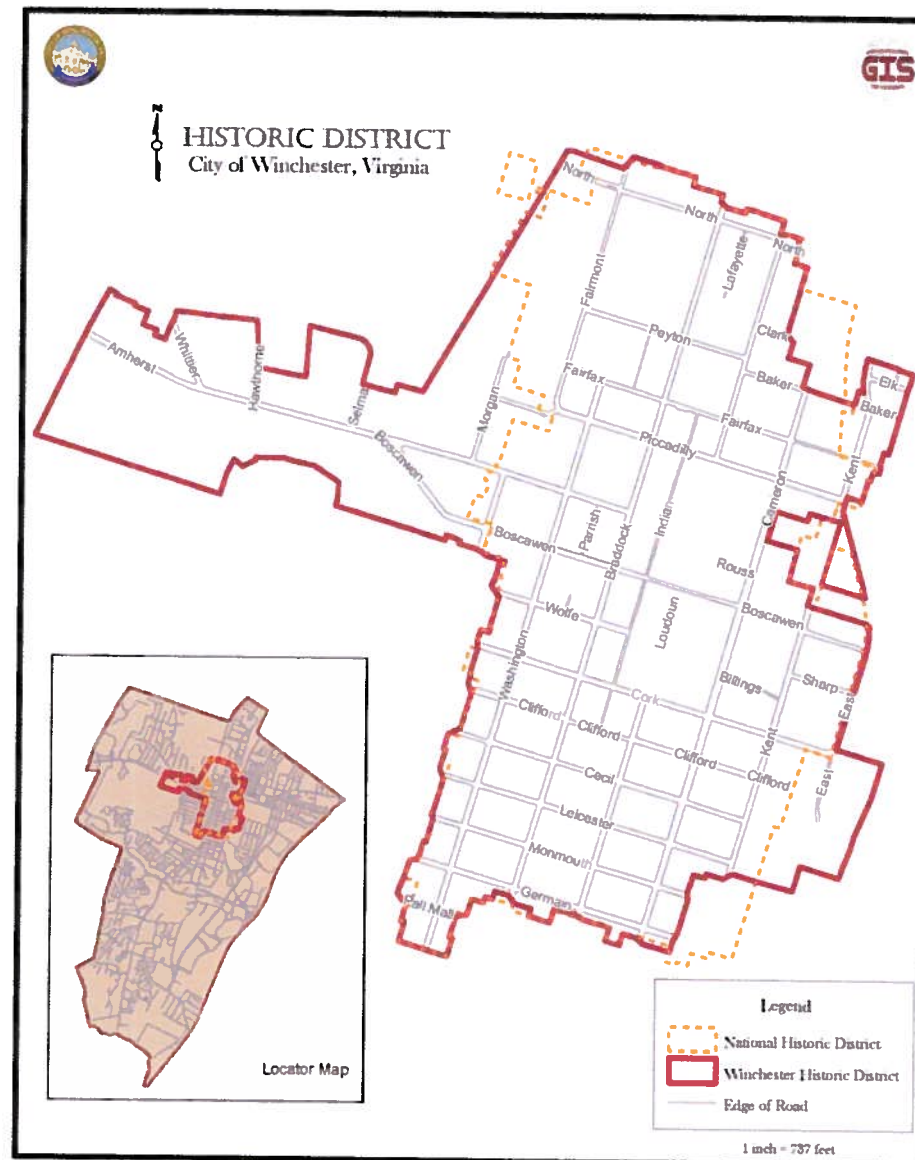 GIS
N
HISTORIC DISTRICT
City of Winchester, Virginia
North
North
North
Lafayette
Fairmont
Peyton
Clark
Amherst
Whittier
Hawthorne
Selma
Fairfax
Baker
Elk
Baker
Morgan
Fairfax
Piccadilly
Kent
Boscawen
Cameron
Indian
Boscawen
Parrish
Braddock
Rouss
Wolfe
Loudoun
Boscawen
Washington
Billings
Sharp
East
Cork
Clifford
Clifford
Clifford
Clifford
Kent
East
Cecil
Leicester
Monmouth
Germain
Pall Mall
Locator Map
Legend
National Historic District
Winchester Historic District
Edge of Road
1 inch = 737 feet